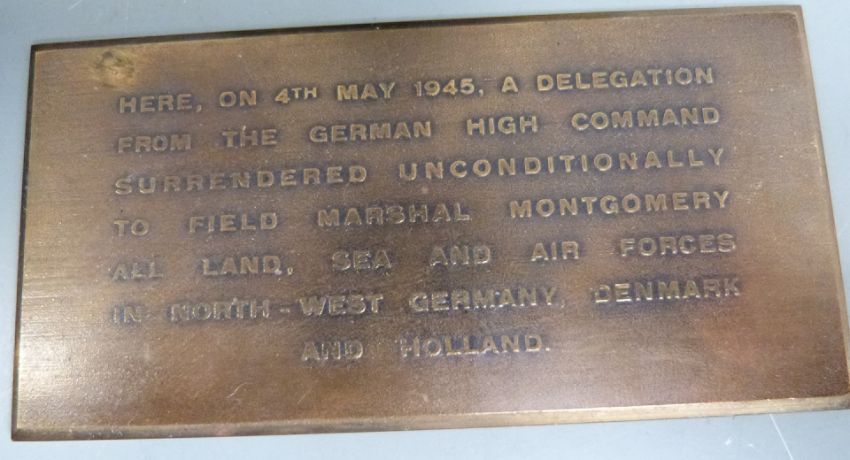 HERE, ON 4TH MAY 1945, A DELEGATION
FROM THE GERMAN HIGH COMMAND
SURRENDERED UNCONDITIONALLY
TO FIELD MARSHAL MONTGOMERY
ALL LAND, SEA AND AIR FORCES
IN NORTH-WEST GERMANY, DENMARK
AND HOLLAND.